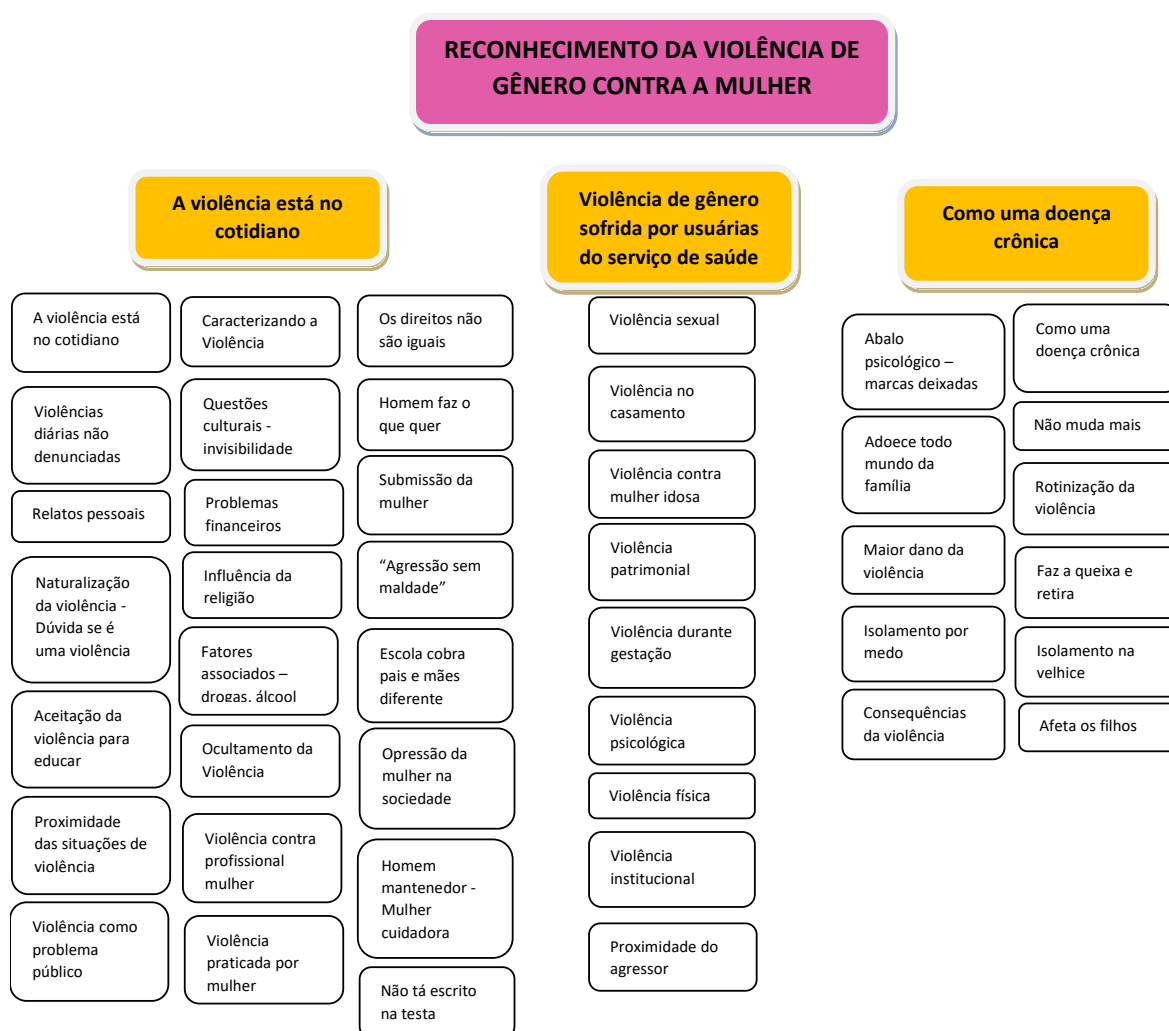 RECONHECIMENTO DA VIOLÊNCIA DE
GÊNERO CONTRA A MULHER
A violência está no
cotidiano
A violência está
no cotidiano
Violências
diárias não
denunciadas
Relatos pessoais
Naturalização
da violência -
Dúvida se é
uma violência
Aceitação da
violência para
educar
Proximidade
das situações de
violência
Violência como
problema
público
Caracterizando a
Violência
Questões
culturais -
invisibilidade
Problemas
financeiros
Influência da
religião
Fatores
associados –
drogas, álcool
Ocultamento da
Violência
Violência contra
profissional
mulher
Violência
praticada por
mulher
Os direitos não
são iguais
Homem faz o
que quer
Submissão da
mulher
“Agressão sem
maldade”
Escola cobra
pais e mães
diferente
Opressão da
mulher na
sociedade
Homem
mantenedor -
Mulher
cuidadora
Não tá escrito
na testa
Violência de gênero
sofrida por usuárias
do serviço de saúde
Violência sexual
Violência no
casamento
Violência contra
mulher idosa
Violência
patrimonial
Violência durante
gestação
Violência
psicológica
Violência física
Violência
institucional
Proximidade do
agressor
Como uma doença
crônica
Abalo
psicológico –
marcas deixadas
Adoece todo
mundo da
família
Maior dano da
violência
Isolamento por
medo
Consequências
da violência
Como uma
doença crônica
Não muda mais
Rotinização da
violência
Faz a queixa e
retira
Isolamento na
velhice
Afeta os filhos